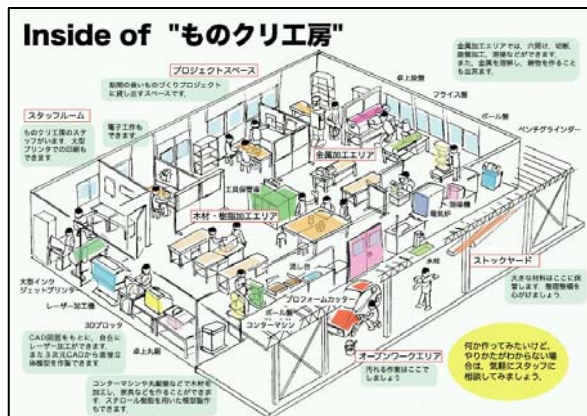 Inside of "ものクリ工房"
プロジェクトスペース
期間の長いものづくりプロジェクト
に貸し出すスペースです。
金属加工エリアでは、穴開け、切断、
旋盤加工、溶接などができます。
また、金属を溶解し、鋳物を作ること
も出来ます。
卓上旋盤
フライス盤
ボール盤
ベンチグラインダー
スタッフルーム
ものクリ工房のスタ
ッフがいます 大型
プリンタでの印刷も
できます。
電子工作も
できます。
金属加工エリア
工具保管庫
木材・樹脂加工エリア
溶接機
電気炉
ストックヤード
大きな材料はここに保
管します。整理整頓を
心がけましょう。
水栓
流し台
プロフォームカッター
ボール盤
コンターマシン
大型インク
ジェットプリンター
レーザー加工機
3Dプロッタ
卓上丸鋸
CAD図面をもとに、自在に
レーザー加工ができます。
また3次元CADから直接立
体模型を作製できます
オープンワークエリア
汚れる作業はここで
しましょう
コンターマシンや丸鋸盤などで木材を
加工し、家具などを作ることができま
す。スチロール樹脂を用いた模型製作
もできます。
何か作ってみたいけど、
やりかたがわからない場
合は、気軽にスタッフに
相談してみましょう。